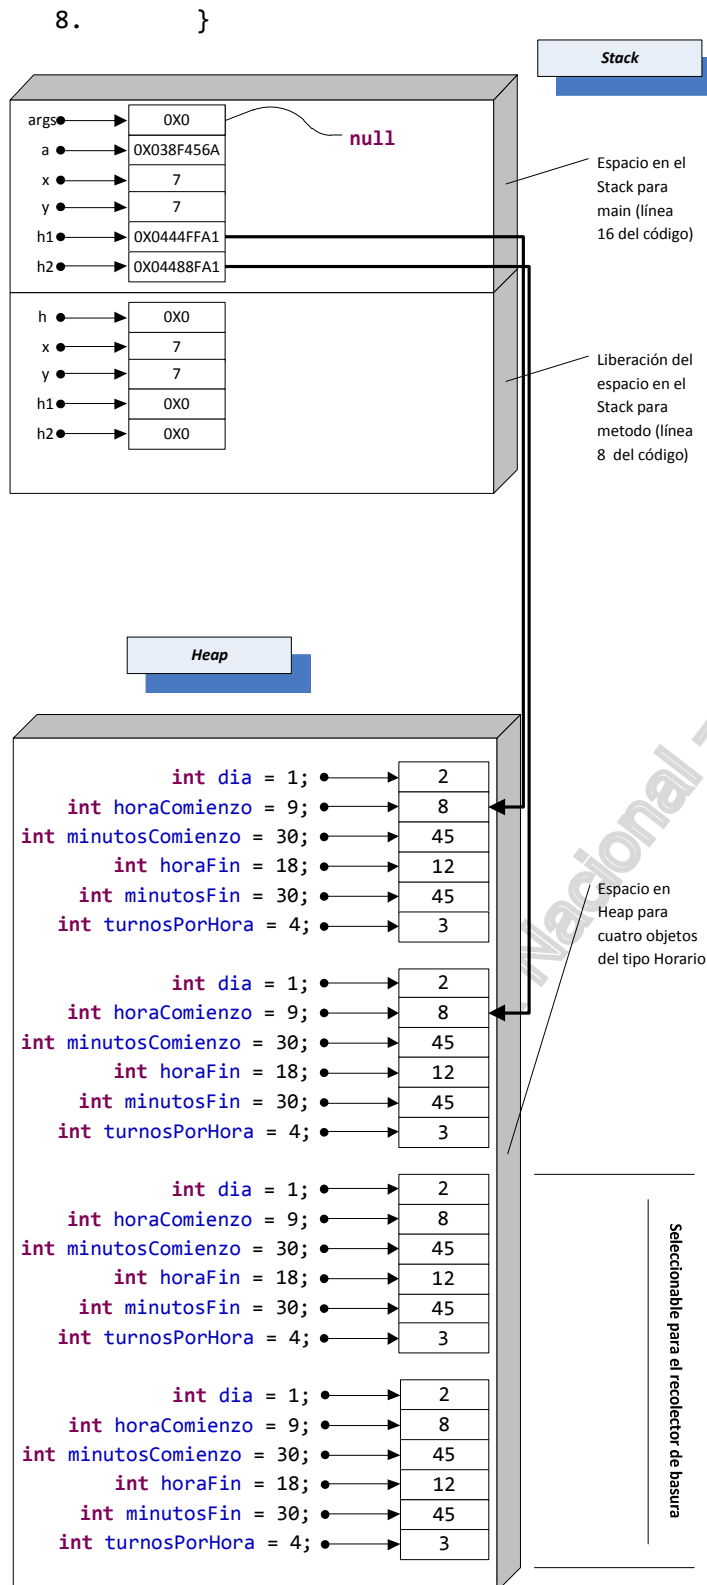 8. }
Stack
args 0X0
null
a 0X038F456A
x 7
y 7
h1 0X0444FFA1
h2 0X04488FA1
Espacio en el
Stack para
main (línea
16 del código)
h 0X0
x 7
y 7
h1 0X0
h2 0X0
Liberación del
espacio en el
Stack para
metodo (línea
8 del código)
Heap
int dia = 1; 2
int horaComienzo = 9; 8
int minutosComienzo = 30; 45
int horaFin = 18; 12
int minutosFin = 30; 45
int turnosPorHora = 4; 3
Espacio en
Heap para
cuatro objetos
del tipo Horario
int dia = 1; 2
int horaComienzo = 9; 8
int minutosComienzo = 30; 45
int horaFin = 18; 12
int minutosFin = 30; 45
int turnosPorHora = 4; 3
int dia = 1; 2
int horaComienzo = 9; 8
int minutosComienzo = 30; 45
int horaFin = 18; 12
int minutosFin = 30; 45
int turnosPorHora = 4; 3
int dia = 1; 2
int horaComienzo = 9; 8
int minutosComienzo = 30; 45
int horaFin = 18; 12
int minutosFin = 30; 45
int turnosPorHora = 4; 3
Seleccionable para el recolector de basura
Nacional -